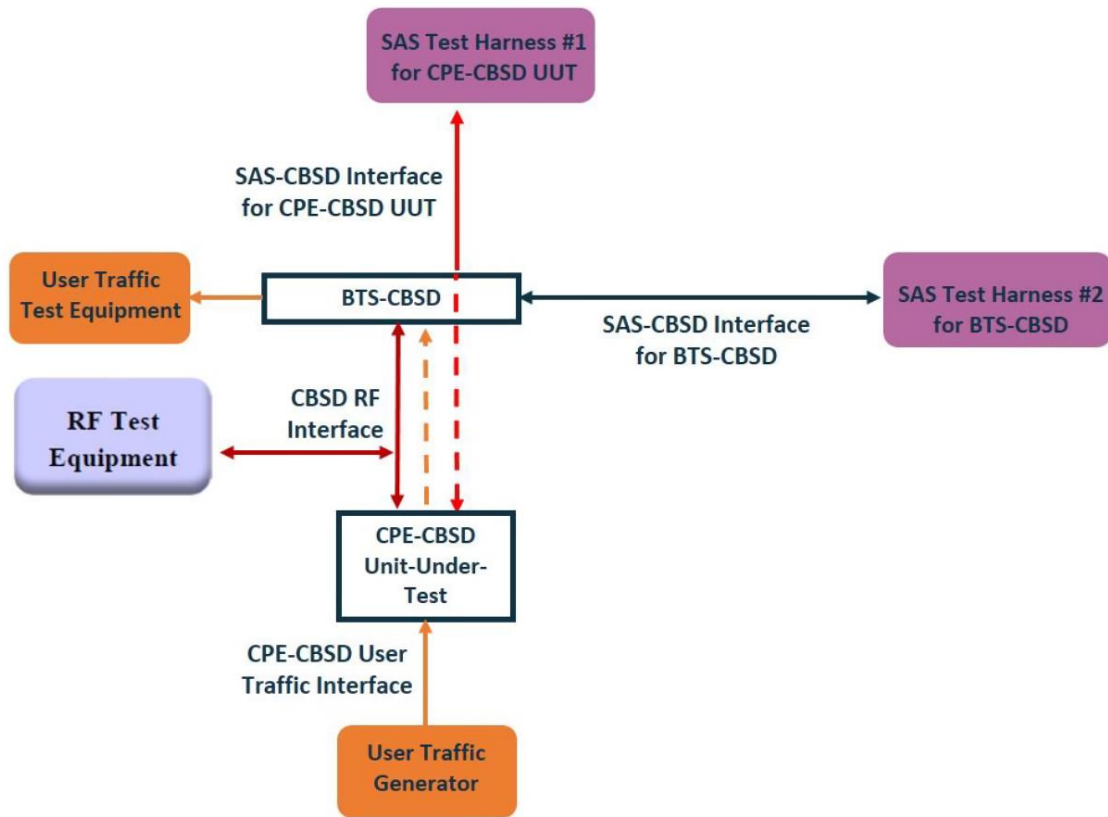 SAS Test Harness #1
for CPE-CBSD UUT
SAS-CBSD Interface
for CPE-CBSD UUT
User Traffic
Test Equipment
BTS-CBSD
SAS Test Harness #2
for BTS-CBSD
SAS-CBSD Interface
for BTS-CBSD
RF Test
Equipment
CBSD RF
Interface
CPE-CBSD
Unit-Under-
Test
CPE-CBSD User
Traffic Interface
User Traffic
Generator